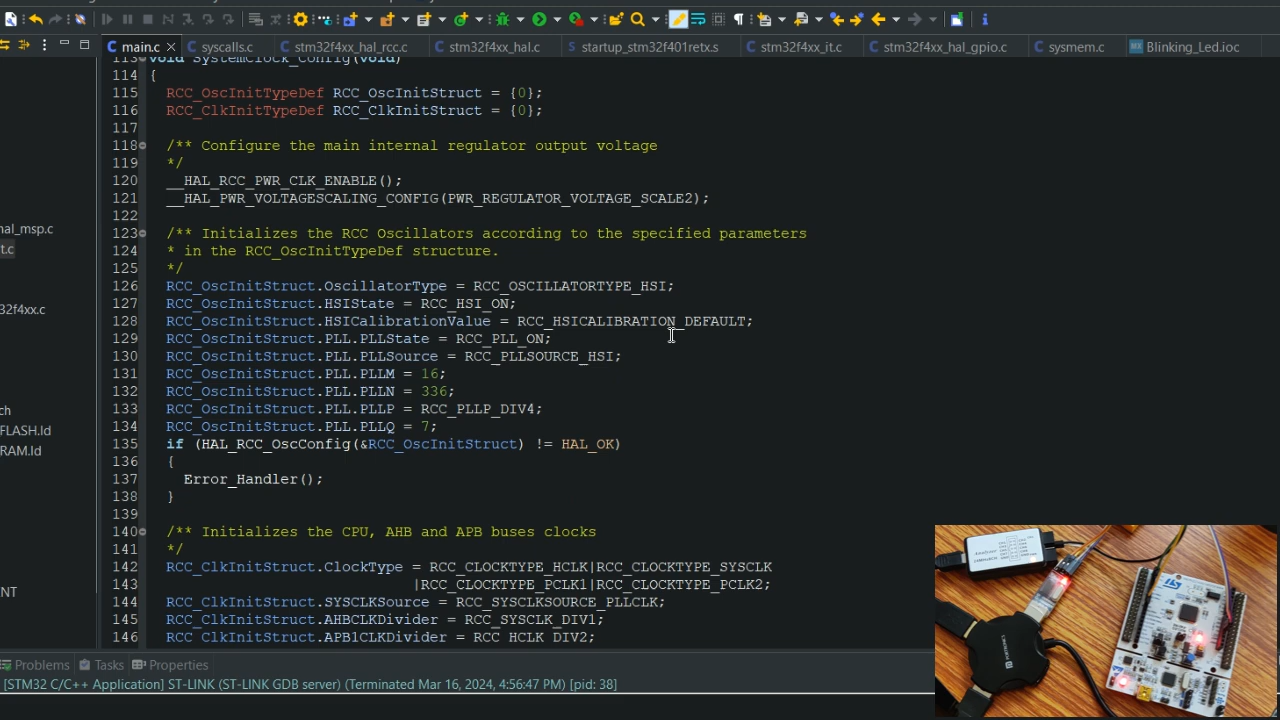 main.c
syscalls.c
stm32f4xx_hal_rcc.c
stm32f4xx_hal.c
startup_stm32f401retx.s
stm32f4xx_it.c
stm32f4xx_hal_gpio.c
sysmem.c
Blinking_Led.ioc
113 void SystemClock_Config(void)
114 {
115 RCC_OscInitTypeDef RCC_OscInitStruct = {0};
116 RCC_ClkInitTypeDef RCC_ClkInitStruct = {0};
117
118 /** Configure the main internal regulator output voltage
119 */
120 __HAL_RCC_PWR_CLK_ENABLE();
121 __HAL_PWR_VOLTAGESCALING_CONFIG(PWR_REGULATOR_VOLTAGE_SCALE2);
122
123 /** Initializes the RCC Oscillators according to the specified parameters
124 * in the RCC_OscInitTypeDef structure.
125 */
126 RCC_OscInitStruct.OscillatorType = RCC_OSCILLATORTYPE_HSI;
127 RCC_OscInitStruct.HSIState = RCC_HSI_ON;
128 RCC_OscInitStruct.HSICalibrationValue = RCC_HSICALIBRATION_DEFAULT;
129 RCC_OscInitStruct.PLL.PLLState = RCC_PLL_ON;
130 RCC_OscInitStruct.PLL.PLLSource = RCC_PLLSOURCE_HSI;
131 RCC_OscInitStruct.PLL.PLLM = 16;
132 RCC_OscInitStruct.PLL.PLLN = 336;
133 RCC_OscInitStruct.PLL.PLLP = RCC_PLLP_DIV4;
134 RCC_OscInitStruct.PLL.PLLQ = 7;
135 if (HAL_RCC_OscConfig(&RCC_OscInitStruct) != HAL_OK)
136 {
137 Error_Handler();
138 }
139
140 /** Initializes the CPU, AHB and APB buses clocks
141 */
142 RCC_ClkInitStruct.ClockType = RCC_CLOCKTYPE_HCLK|RCC_CLOCKTYPE_SYSCLK
143 |RCC_CLOCKTYPE_PCLK1|RCC_CLOCKTYPE_PCLK2;
144 RCC_ClkInitStruct.SYSCLKSource = RCC_SYSCLKSOURCE_PLLCLK;
145 RCC_ClkInitStruct.AHBCLKDivider = RCC_SYSCLK_DIV1;
146 RCC_ClkInitStruct.APB1CLKDivider = RCC_HCLK_DIV2;
nal_msp.c
t.c
32f4xx.c
ch
FLASH.ld
RAM.ld
NT
Problems
Tasks
Properties
[STM32 C/C++ Application] ST-LINK (ST-LINK GDB server) (Terminated Mar 16, 2024, 4:56:47 PM) [pid: 38]